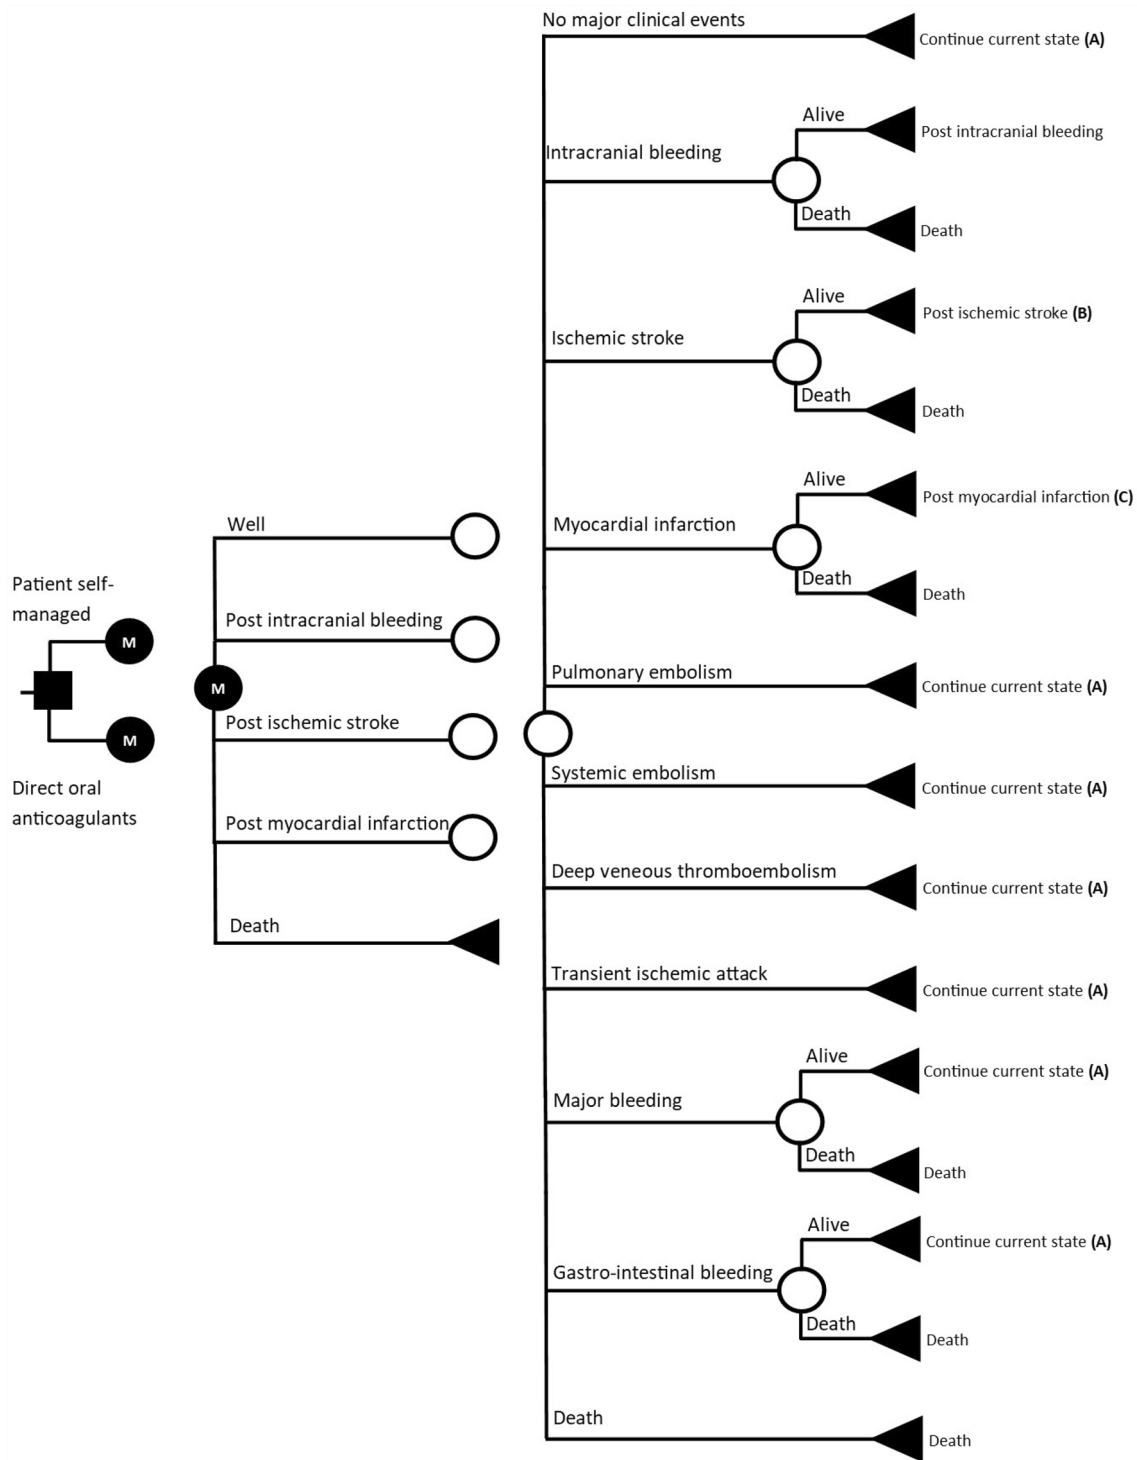 Patient self-
managed
M
M
Direct oral
anticoagulants
M
Well
Post intracranial bleeding
Post ischemic stroke
Post myocardial infarction
Death
No major clinical events
Continue current state (A)
Intracranial bleeding
Alive
Post intracranial bleeding
Death
Death
Ischemic stroke
Alive
Post ischemic stroke (B)
Death
Death
Myocardial infarction
Alive
Post myocardial infarction (C)
Death
Death
Pulmonary embolism
Continue current state (A)
Systemic embolism
Continue current state (A)
Deep veneous thromboembolism
Continue current state (A)
Transient ischemic attack
Continue current state (A)
Major bleeding
Alive
Continue current state (A)
Death
Death
Gastro-intestinal bleeding
Alive
Continue current state (A)
Death
Death
Death
Death